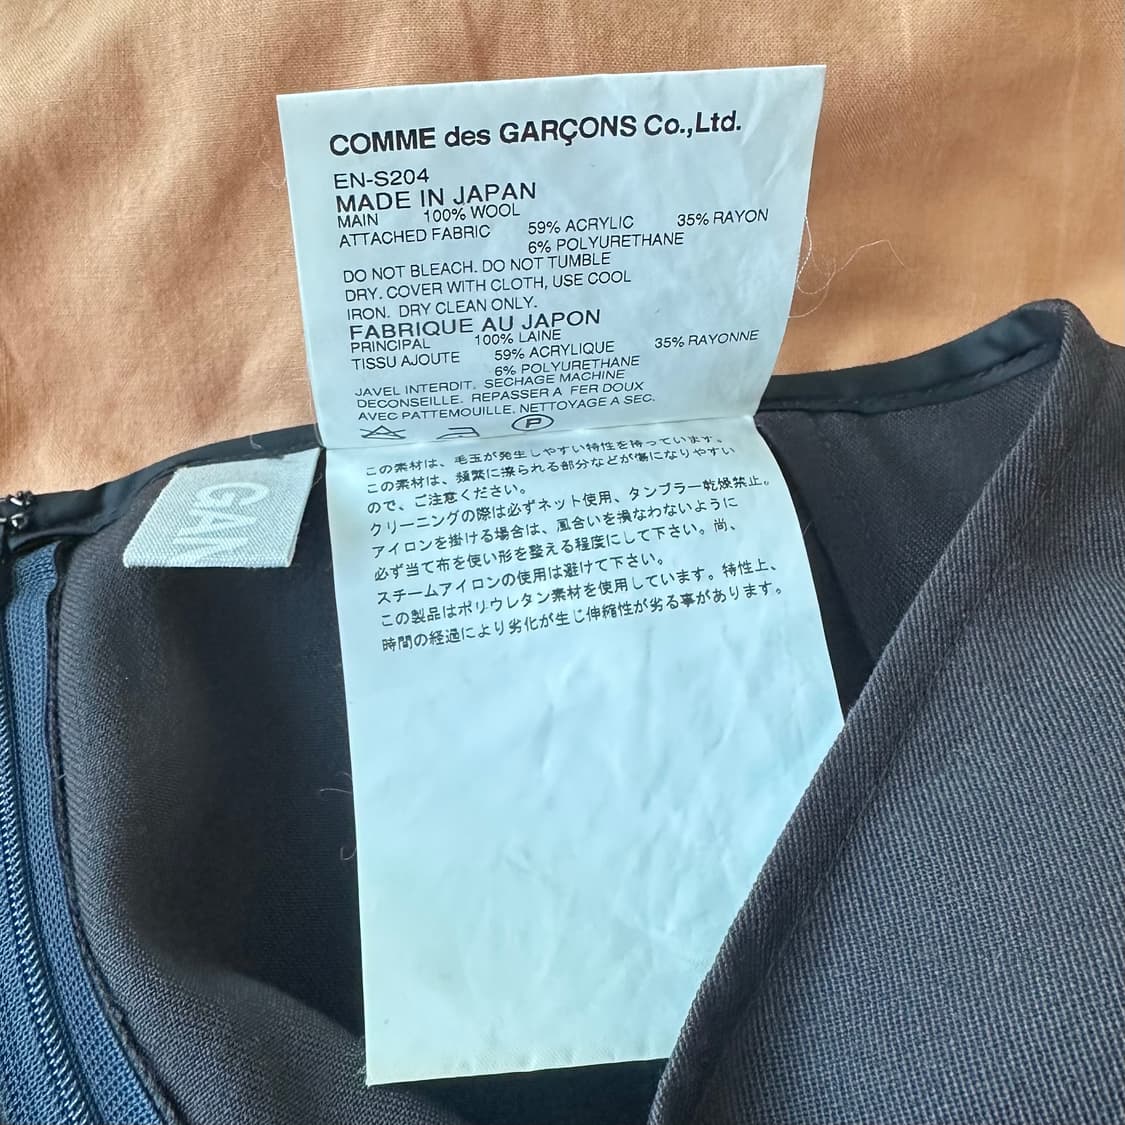 COMME des GARÇONS Co.,Ltd.
EN-S204
MADE IN JAPAN
MAIN 100% WOOL
ATTACHED FABRIC 59% ACRYLIC 35% RAYON
6% POLYURETHANE
DO NOT BLEACH. DO NOT TUMBLE
DRY. COVER WITH CLOTH, USE COOL
IRON. DRY CLEAN ONLY.
FABRIQUE AU JAPON
PRINCIPAL 100% LAINE
TISSU AJOUTE 59% ACRYLIQUE 35% RAYONNE
6% POLYURETHANE
JAVEL INTERDIT. SECHAGE MACHINE
DECONSEILLE. REPASSER A FER DOUX
AVEC PATTEMOUILLE. NETTOYAGE A SEC.
P
この素材は、毛玉が発生しやすい特性を持っています。
この素材は、頻繁に擦られる部分などが傷になりやすい
ので、ご注意ください。
クリーニングの際は必ずネット使用、タンブラー乾燥禁止。
アイロンを掛ける場合は、風合いを損なわないように
必ず当て布を使い形を整える程度にして下さい。尚、
スチームアイロンの使用は避けて下さい。
この製品はポリウレタン素材を使用しています。特性上、
時間の経過により劣化が生じ伸縮性が劣る事があります。
GAN